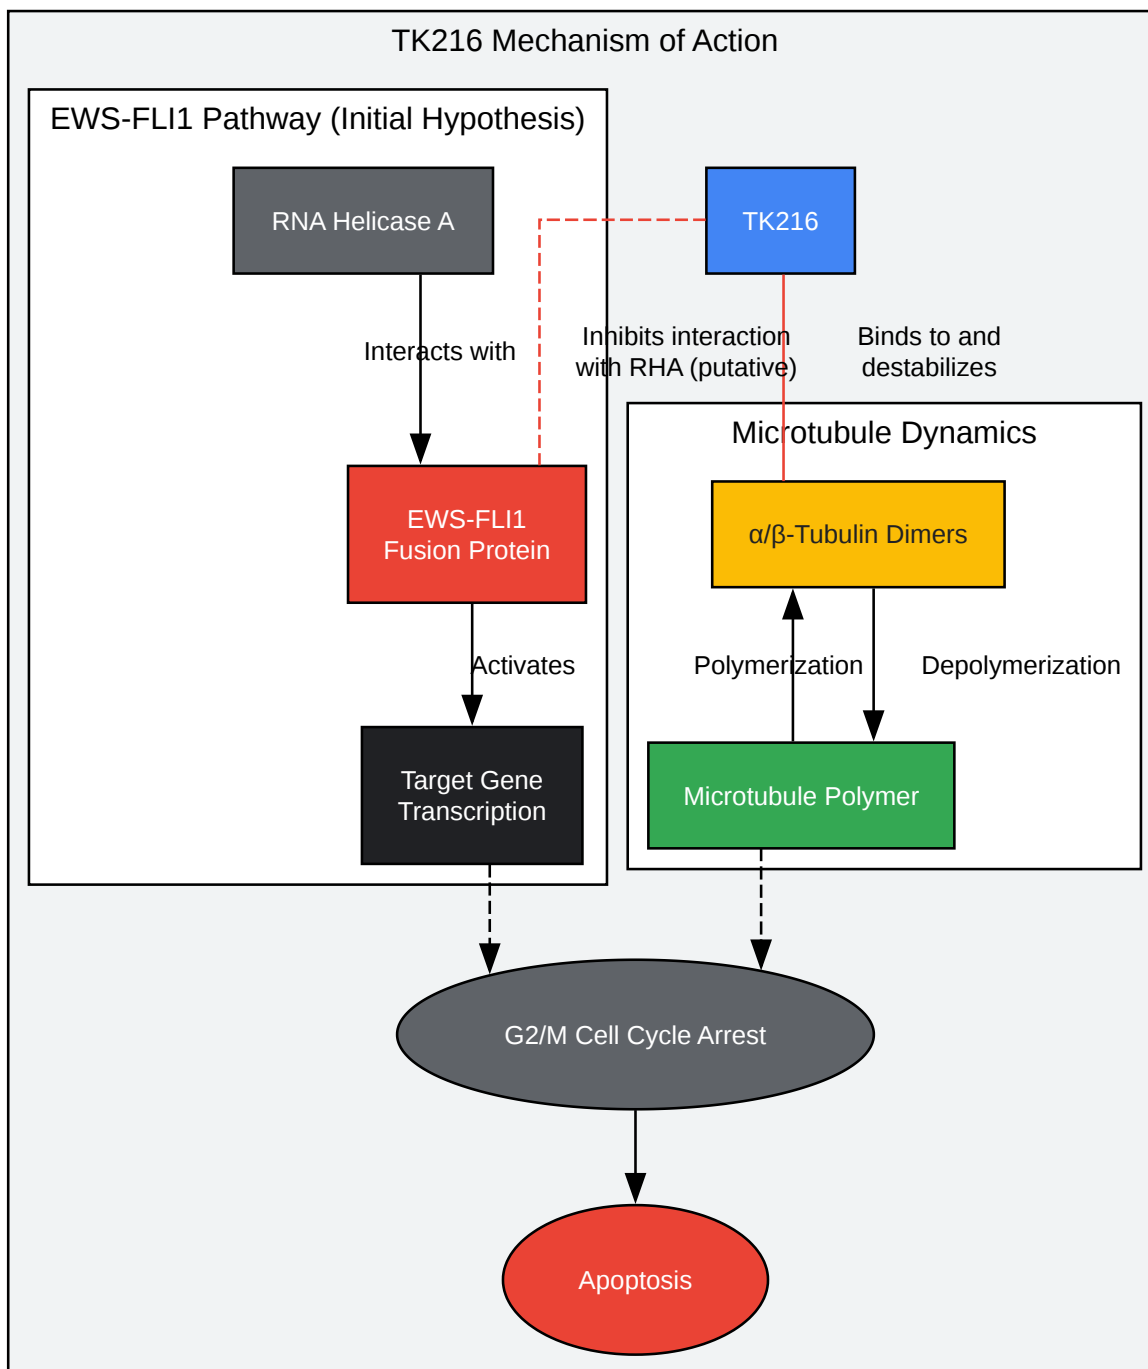 TK216 Mechanism of Action
EWS-FLI1 Pathway (Initial Hypothesis)
RNA Helicase A
TK216
Interacts with
Inhibits interaction
with RHA (putative)
Binds to and
destabilizes
Microtubule Dynamics
EWS-FLI1
Fusion Protein
α/β-Tubulin Dimers
Activates
Polymerization
Depolymerization
Target Gene
Transcription
Microtubule Polymer
G2/M Cell Cycle Arrest
Apoptosis